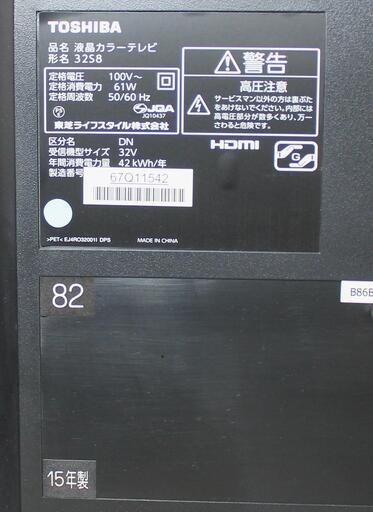 TOSHIBA
品名 液晶カラーテレビ
形名 32S8
定格電圧 100V～
定格消費電力 61W
定格周波数 50/60 Hz
JQA
JQ10437
東芝ライフスタイル株式会社
区分名 DN
受信機型サイズ 32V
年間消費電力量 42 kWh/年
製造番号
67Q11542
>PET< EJ4RO32001I DPS
MADE IN CHINA
警告
高圧注意
サービスマン以外の方は裏ぶた
をあけないでください。内部には
高電圧部分が数多くあり、万一
さわると危険です。
HDMI
G
82
B86B
15年製